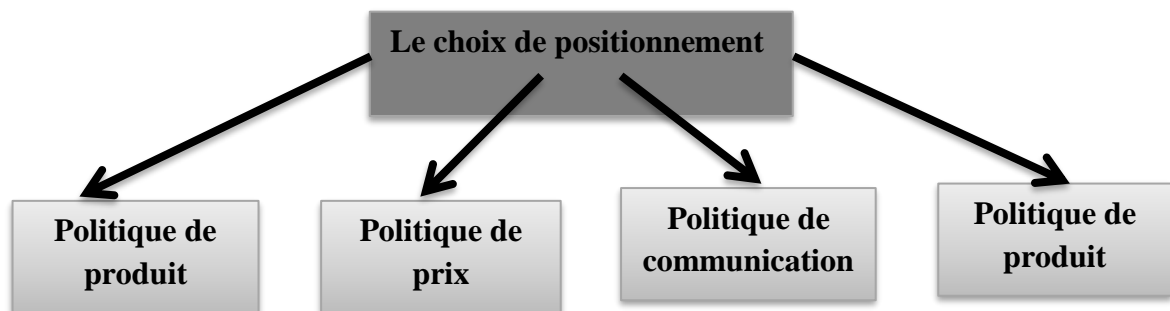 Le choix de positionnement
Politique de
produit
Politique de
prix
Politique de
communication
Politique de
produit